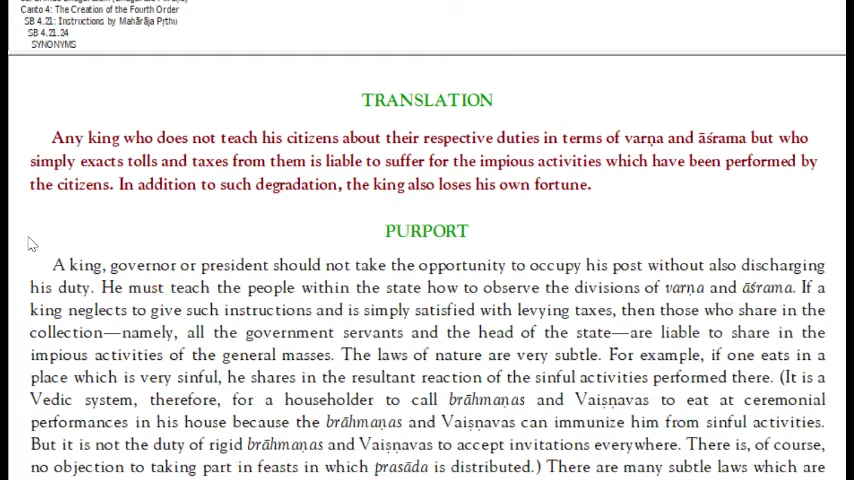 Canto 4: The Creation of the Fourth Order
SB 4.21: Instructions by Mahārāja Pṛthu
SB 4.21.24
SYNONYMS
TRANSLATION
Any king who does not teach his citizens about their respective duties in terms of varṇa and āśrama but who
simply exacts tolls and taxes from them is liable to suffer for the impious activities which have been performed by
the citizens. In addition to such degradation, the king also loses his own fortune.
PURPORT
A king, governor or president should not take the opportunity to occupy his post without also discharging
his duty. He must teach the people within the state how to observe the divisions of varṇa and āśrama. If a
king neglects to give such instructions and is simply satisfied with levying taxes, then those who share in the
collection—namely, all the government servants and the head of the state—are liable to share in the
impious activities of the general masses. The laws of nature are very subtle. For example, if one eats in a
place which is very sinful, he shares in the resultant reaction of the sinful activities performed there. (It is a
Vedic system, therefore, for a householder to call brāhmaṇas and Vaiṣṇavas to eat at ceremonial
performances in his house because the brāhmaṇas and Vaiṣṇavas can immunize him from sinful activities.
But it is not the duty of rigid brāhmaṇas and Vaiṣṇavas to accept invitations everywhere. There is, of course,
no objection to taking part in feasts in which prasāda is distributed.) There are many subtle laws which are